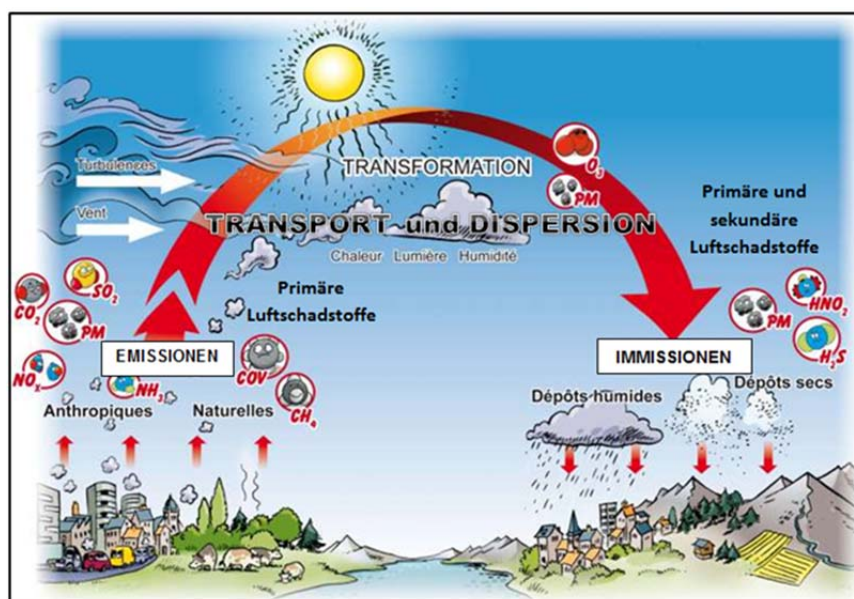 Turbulences
Vent
TRANSFORMATION
TRANSPORT und DISPERSION
Chaleur Lumière Humidité
O3
PM
Primäre und
sekundäre
Luftschadstoffe
Primäre
Luftschadstoffe
CO2
SO2
PM
NOx
EMISSIONEN
NH3
COV
CH4
Anthropiques
Naturelles
PM
HNO2
H2S
IMMISSIONEN
Dépôts humides
Dépôts secs